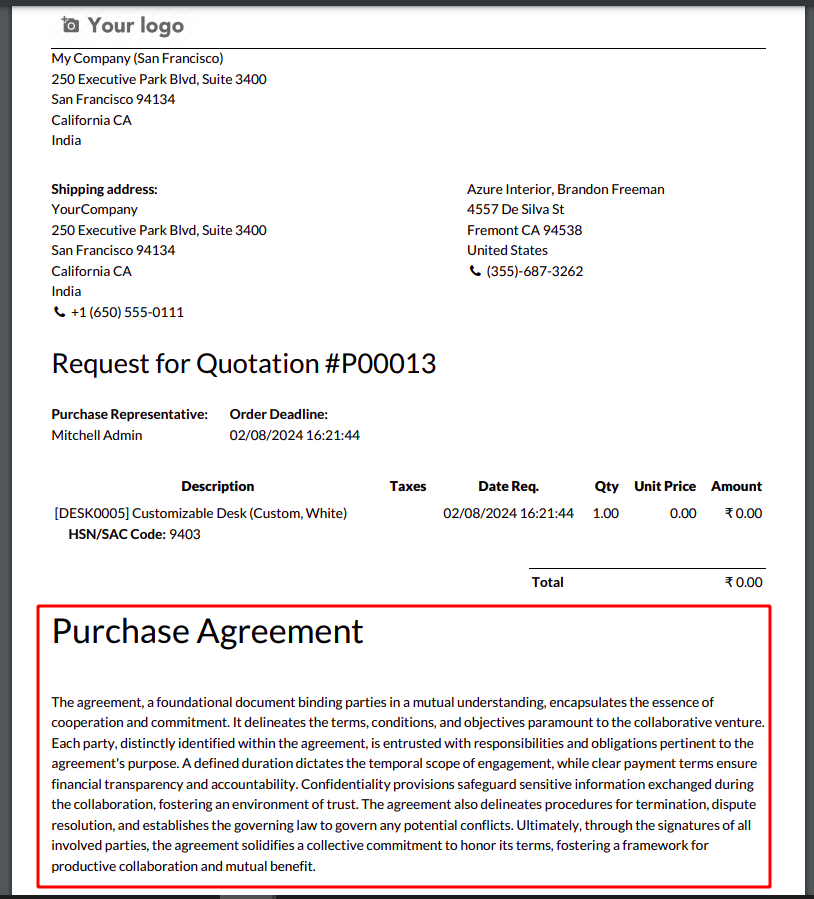 Your logo
My Company (San Francisco)
250 Executive Park Blvd, Suite 3400
San Francisco 94134
California CA
India
Shipping address:
YourCompany
250 Executive Park Blvd, Suite 3400
San Francisco 94134
California CA
India
+1 (650) 555-0111
Azure Interior, Brandon Freeman
4557 De Silva St
Fremont CA 94538
United States
(355)-687-3262
Request for Quotation #P00013
Purchase Representative: Order Deadline:
Mitchell Admin 02/08/2024 16:21:44
Description Taxes Date Req. Qty Unit Price Amount
[DESK0005] Customizable Desk (Custom, White) 02/08/2024 16:21:44 1.00 0.00 ₹ 0.00
HSN/SAC Code: 9403
Total ₹ 0.00
Purchase Agreement
The agreement, a foundational document binding parties in a mutual understanding, encapsulates the essence of
cooperation and commitment. It delineates the terms, conditions, and objectives paramount to the collaborative venture.
Each party, distinctly identified within the agreement, is entrusted with responsibilities and obligations pertinent to the
agreement's purpose. A defined duration dictates the temporal scope of engagement, while clear payment terms ensure
financial transparency and accountability. Confidentiality provisions safeguard sensitive information exchanged during
the collaboration, fostering an environment of trust. The agreement also delineates procedures for termination, dispute
resolution, and establishes the governing law to govern any potential conflicts. Ultimately, through the signatures of all
involved parties, the agreement solidifies a collective commitment to honor its terms, fostering a framework for
productive collaboration and mutual benefit.